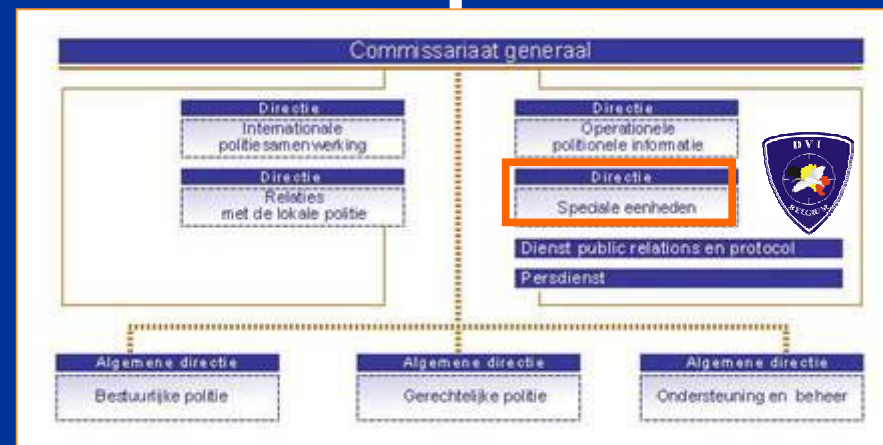 Commissariaat generaal
Directie
Internationale
politiesamenwerking
Directie
Relaties
met de lokale politie
Directie
Operationele
politionele informatie
Directie
Speciale eenheden
DVI
BELGIUM
Dienst public relations en protocol
Persdienst
Algemene directie
Bestuurlijke politie
Algemene directie
Gerechtelijke politie
Algemene directie
Ondersteuning en beheer